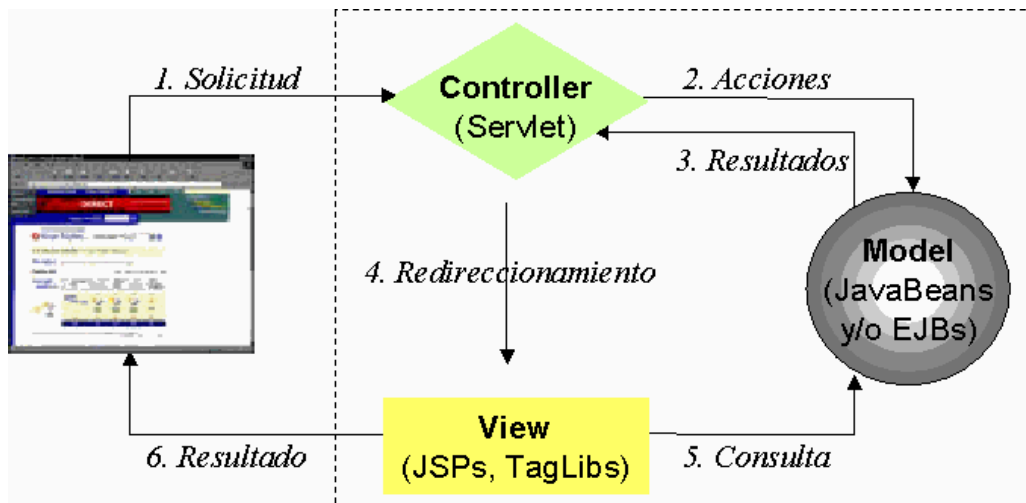 1. Solicitud
Controller
(Servlet)
2. Acciones
3. Resultados
DIRECT
4. Redireccionamiento
Model
(JavaBeans
y/o EJBs)
View
(JSPs, TagLibs)
5. Consulta
6. Resultado